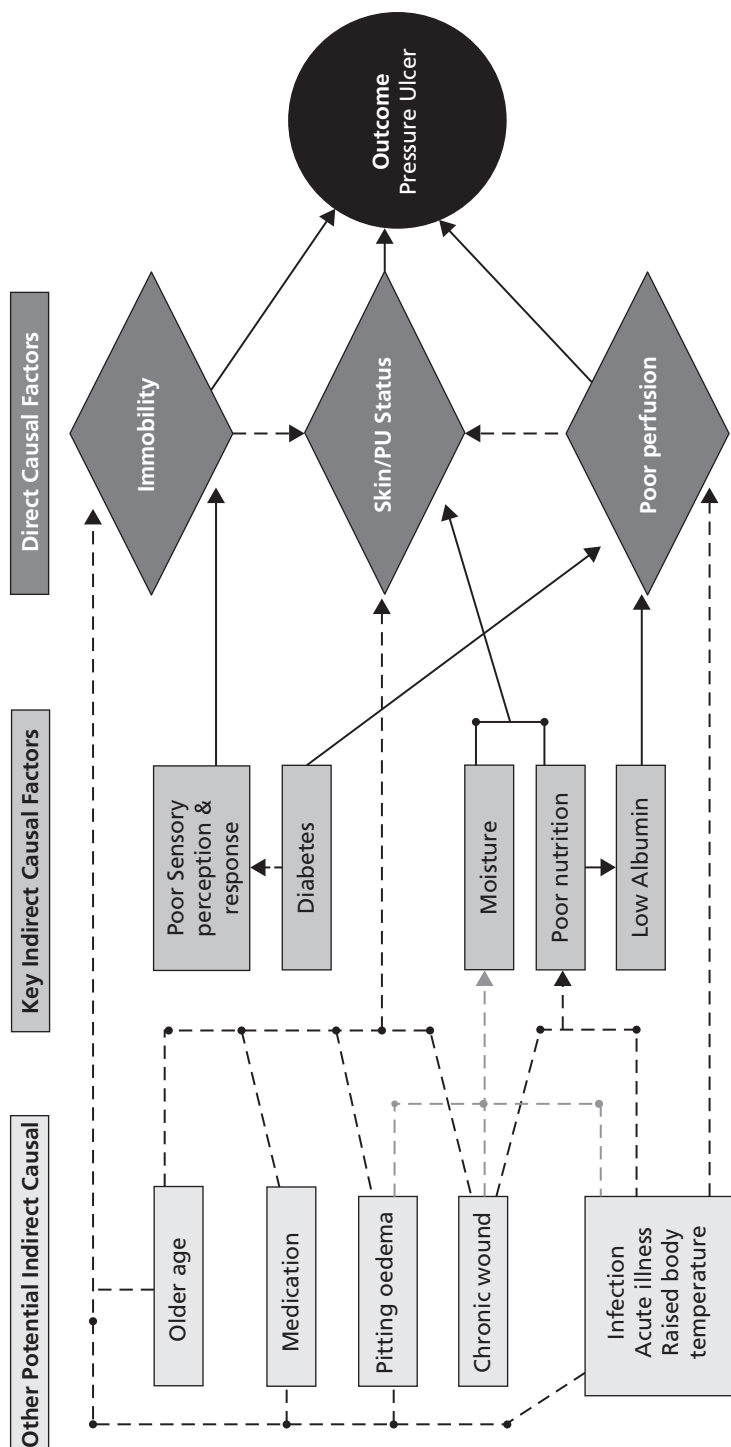 Other Potential Indirect Causal
Key Indirect Causal Factors
Direct Causal Factors
Older age
Medication
Pitting oedema
Chronic wound
Infection
Acute illness
Raised body
temperature
Poor Sensory
perception &
response
Diabetes
Moisture
Poor nutrition
Low Albumin
Immobility
Skin/PU Status
Poor perfusion
Outcome
Pressure Ulcer